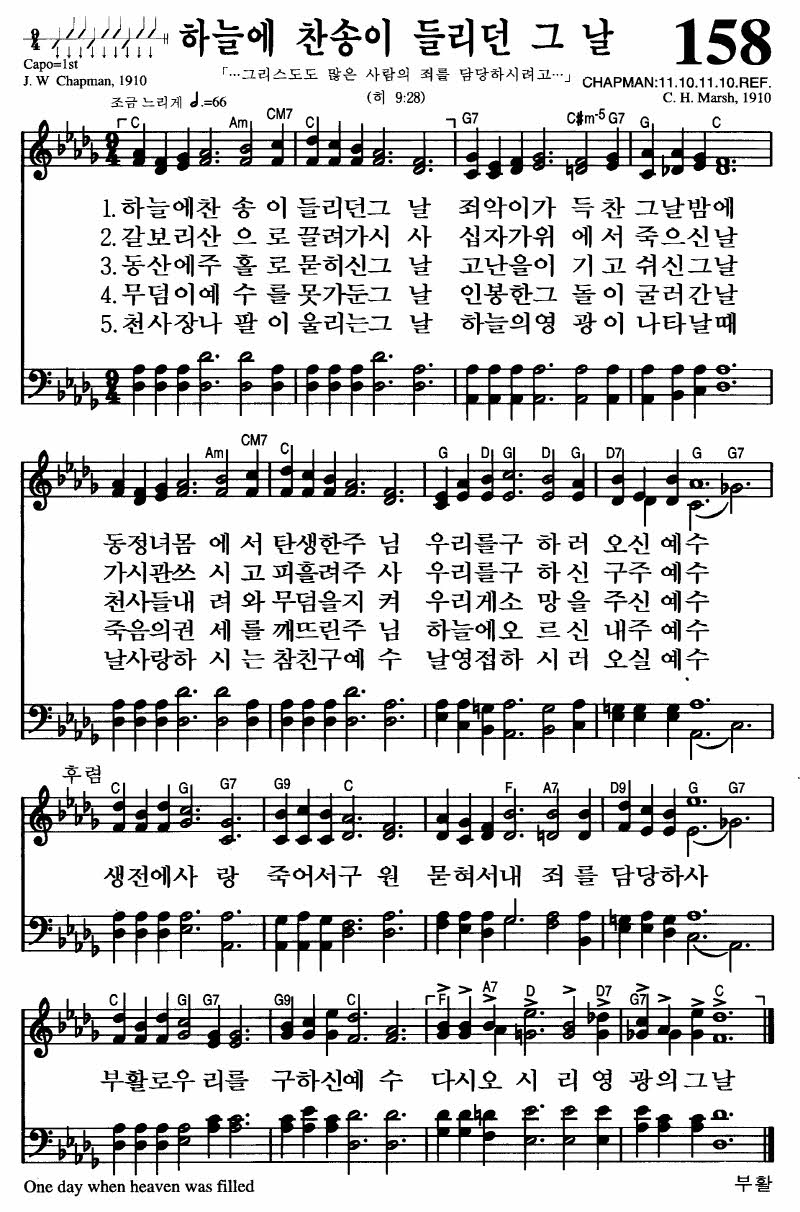 하늘에 찬송이 들리던 그 날 158
Capo=1st
J. W. Chapman, 1910
「…그리스도도 많은 사람의 죄를 담당하시려고…」
(히 9:28)
CHAPMAN:11.10.11.10.REF.
C. H. Marsh, 1910
조금 느리게 ♩.=66
C Am CM7 C G7 C#m-5 G7 G C
9/4
1. 하늘에찬 송 이 들리던그 날 죄악이가 득 찬 그날밤에
2. 갈보리산 으 로 끌려가시 사 십자가위 에 서 죽으신날
3. 동산에주 홀 로 묻히신그 날 고난을이 기 고 쉬신그날
4. 무덤이예 수 를 못가둔그 날 인봉한그 돌 이 굴러간날
5. 천사장나 팔 이 울리는그 날 하늘의영 광 이 나타날때
9/4
Am CM7 C G D G D G D7 G G7
동정녀몸 에 서 탄생한주 님 우리를구 하 러 오신 예수
가시관쓰 시 고 피흘려주 사 우리를구 하 신 구주 예수
천사들내 려 와 무덤을지 켜 우리게소 망 을 주신 예수
죽음의권 세 를 깨뜨린주 님 하늘에오 르 신 내주 예수
날사랑하 시 는 참친구예 수 날영접하 시 러 오실 예수
후렴
C G G7 G9 C F A7 D9 G G7
생전에사 랑 죽어서구 원 묻혀서내 죄 를 담당하사
C G G7 G9 C F A7 D D7 G7 C
부활로우 리를 구하신예 수 다시오 시 리 영 광의그날
One day when heaven was filled
부활